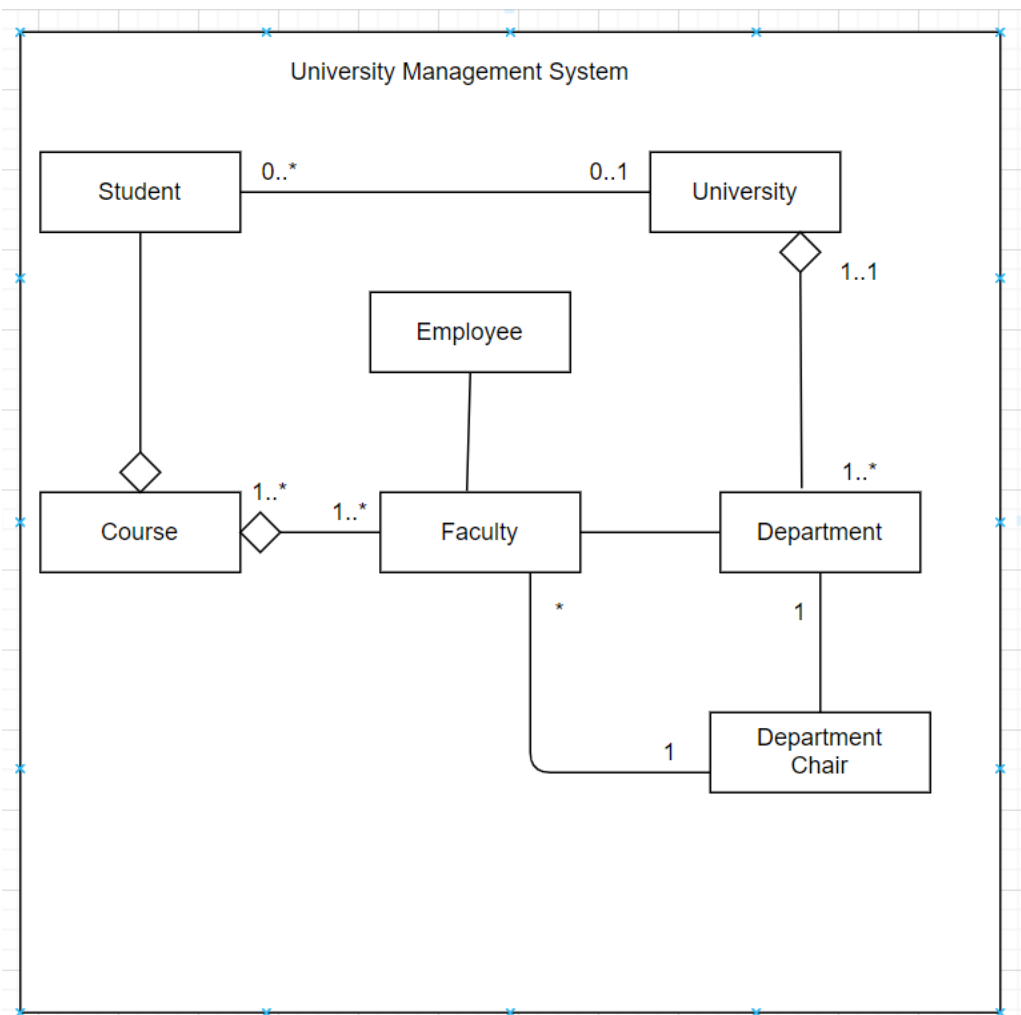 University Management System
0..*
0..1
Student
University
1..1
Employee
1..*
1..*
1..*
Course
Faculty
Department
*
1
Department
Chair
1